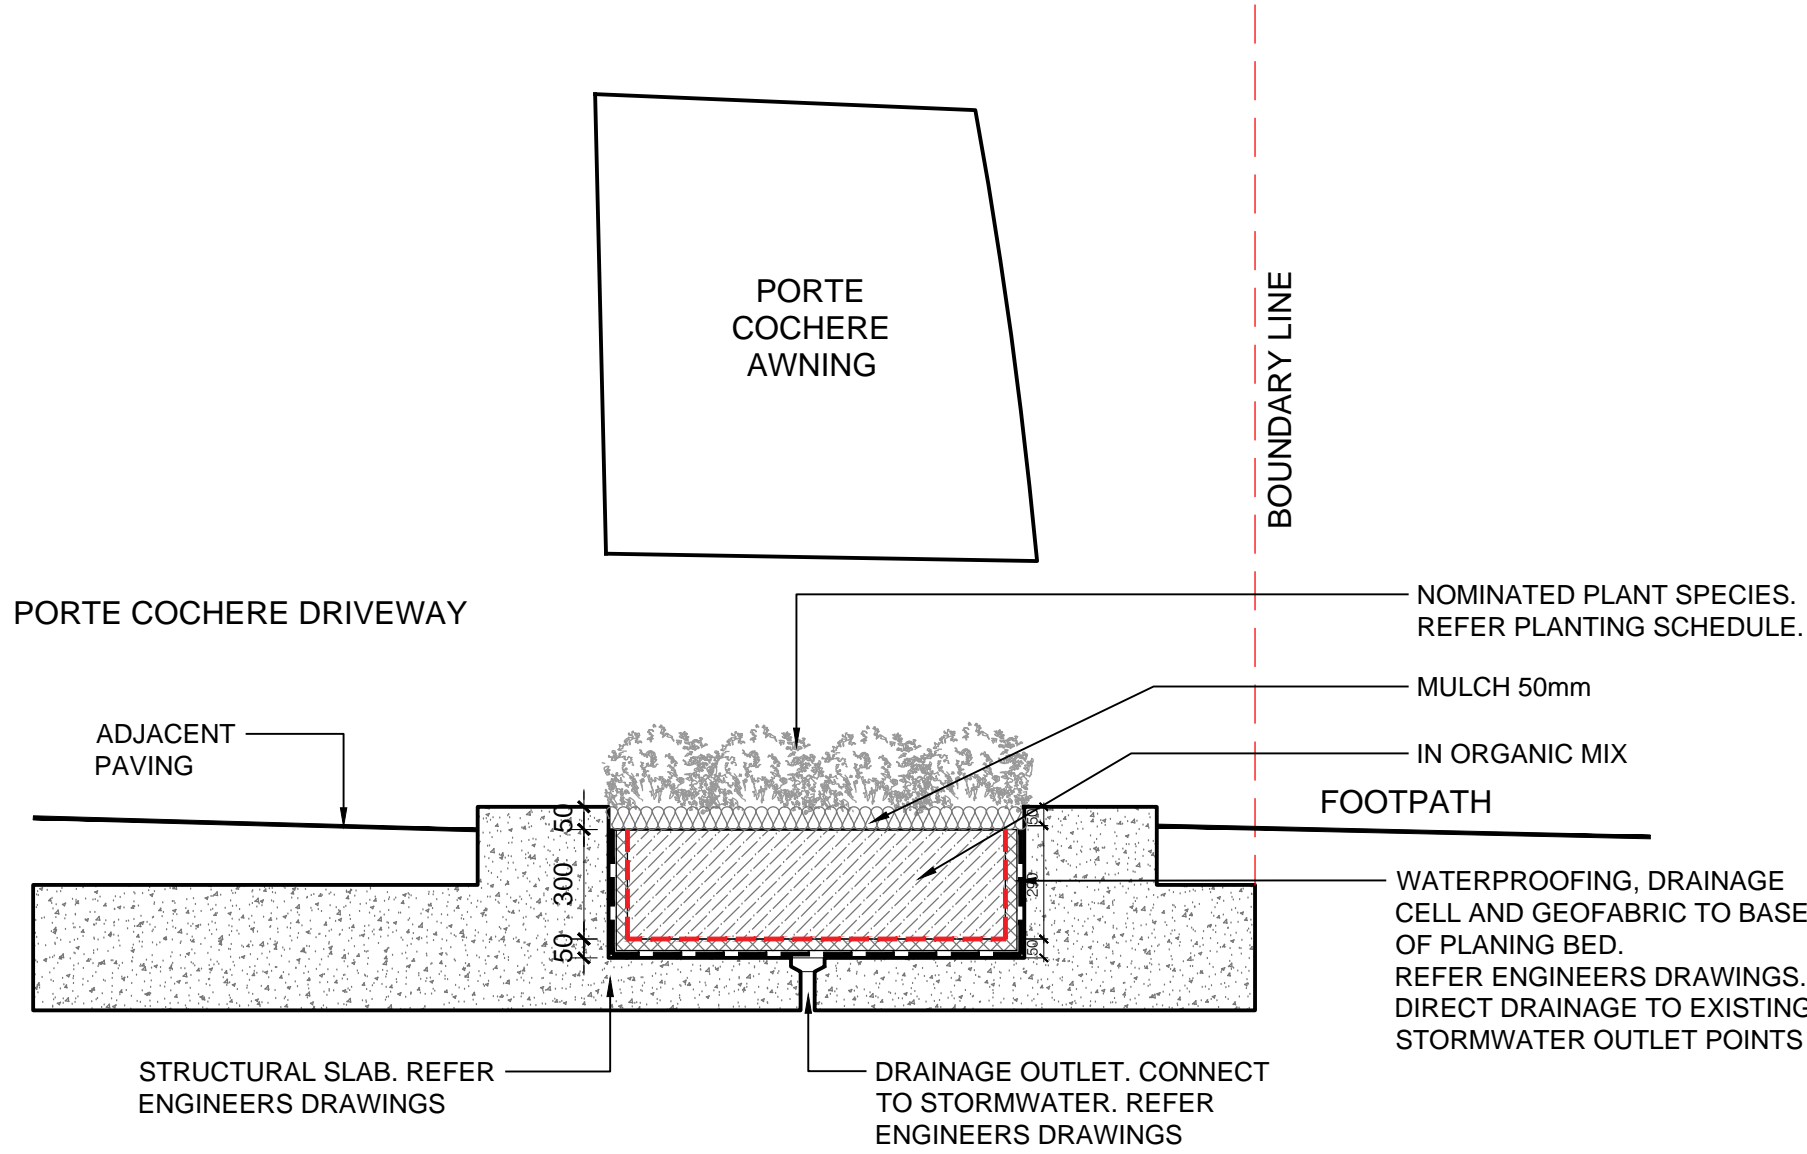 PORTE
COCHERE
AWNING
BOUNDARY LINE
PORTE COCHERE DRIVEWAY
NOMINATED PLANT SPECIES.
REFER PLANTING SCHEDULE.
MULCH 50mm
ADJACENT
PAVING
IN ORGANIC MIX
FOOTPATH
50
300
50
50
290
50
WATERPROOFING, DRAINAGE
CELL AND GEOFABRIC TO BASE
OF PLANING BED.
REFER ENGINEERS DRAWINGS.
DIRECT DRAINAGE TO EXISTING
STORMWATER OUTLET POINTS
STRUCTURAL SLAB. REFER
ENGINEERS DRAWINGS
DRAINAGE OUTLET. CONNECT
TO STORMWATER. REFER
ENGINEERS DRAWINGS